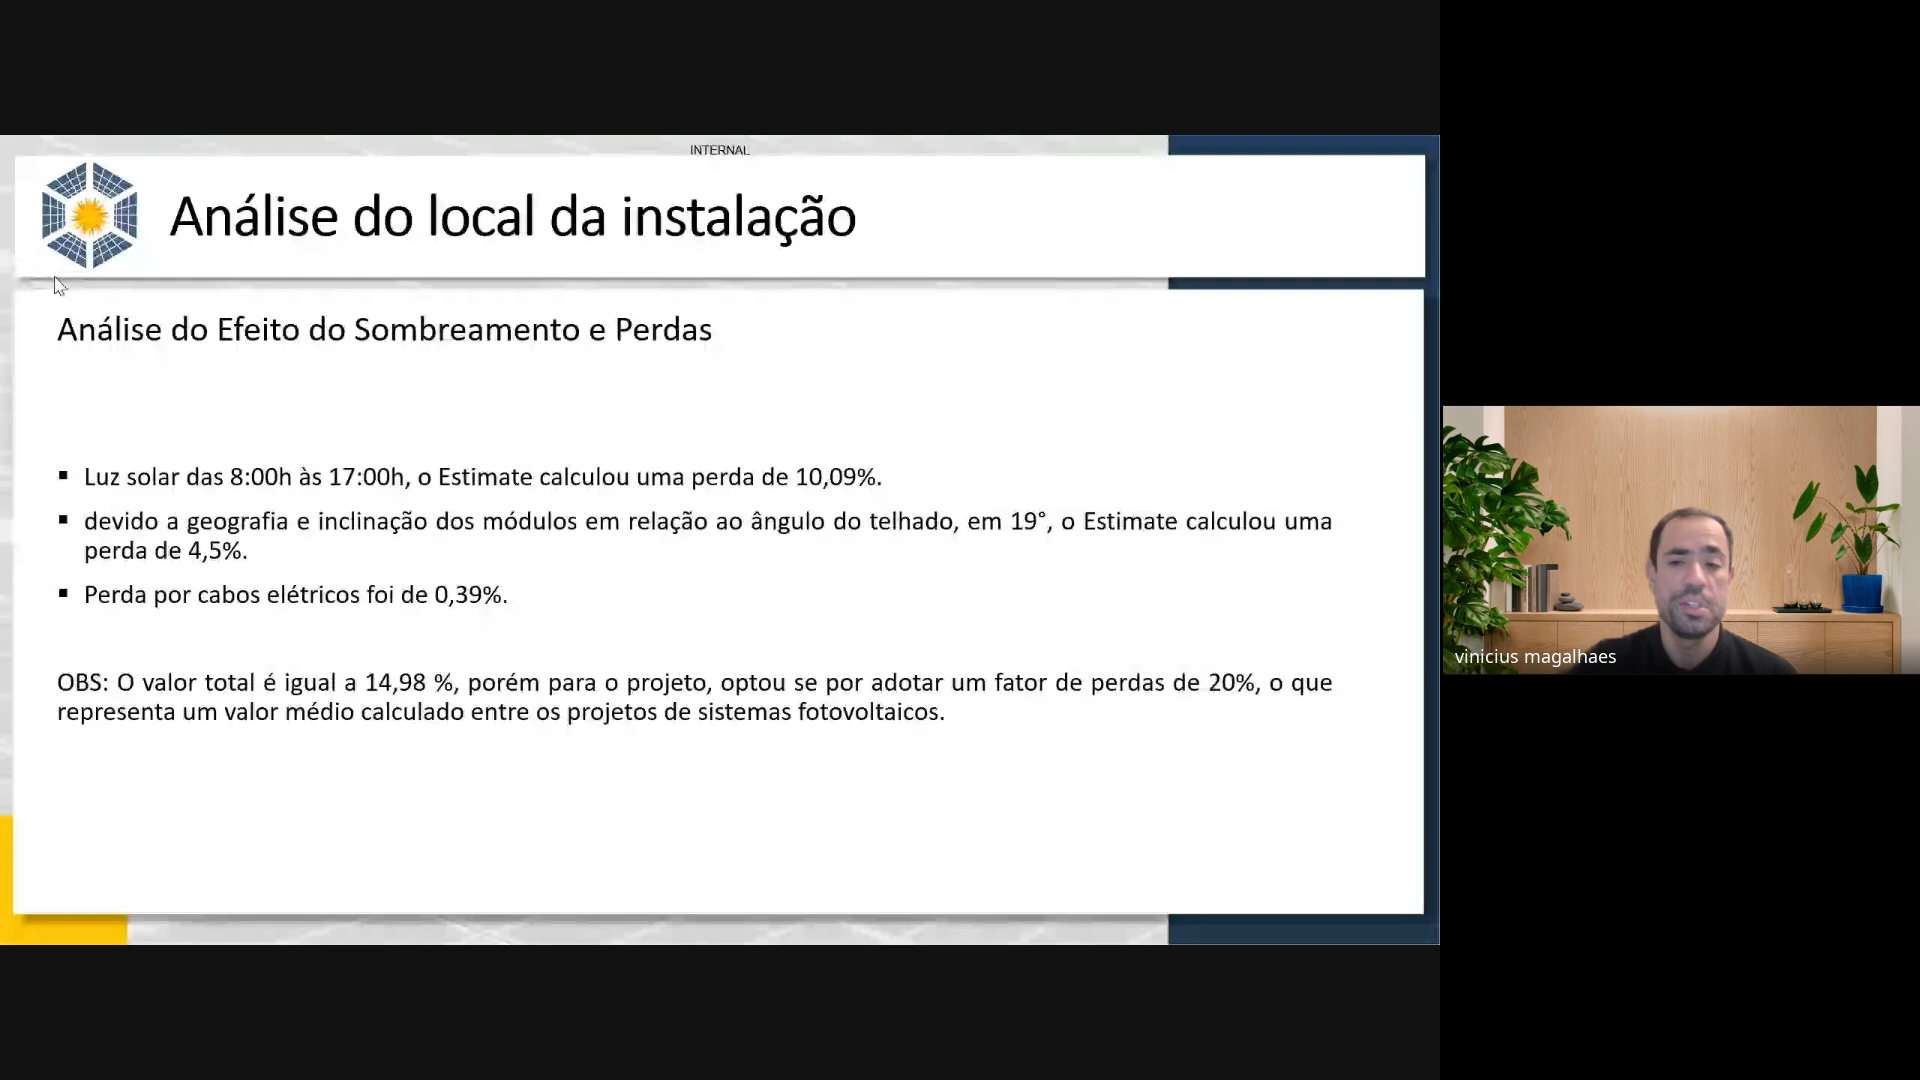 INTERNAL
Análise do local da instalação
Análise do Efeito do Sombreamento e Perdas
▪ Luz solar das 8:00h às 17:00h, o Estimate calculou uma perda de 10,09%.
▪ devido a geografia e inclinação dos módulos em relação ao ângulo do telhado, em 19°, o Estimate calculou uma
perda de 4,5%.
▪ Perda por cabos elétricos foi de 0,39%.
OBS: O valor total é igual a 14,98 %, porém para o projeto, optou se por adotar um fator de perdas de 20%, o que
representa um valor médio calculado entre os projetos de sistemas fotovoltaicos.
vinicius magalhaes